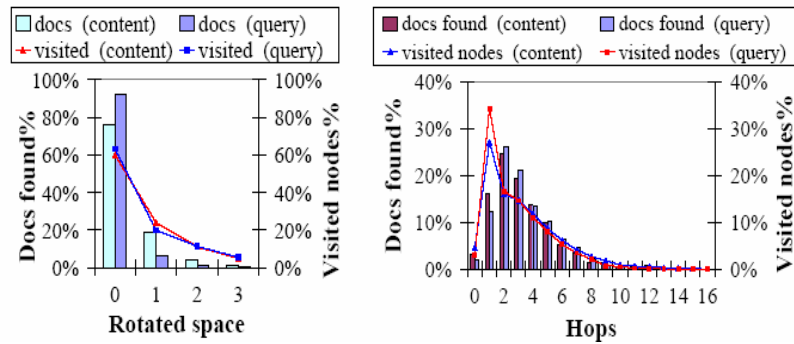 docs (content) docs (query)
visited (content) visited (query)
100% 100%
80% 80%
60% 60%
40% 40%
20% 20%
0% 0%
Docs found%
Visited nodes%
0 1 2 3
Rotated space
docs found (content) docs found (query)
visited nodes (content) visited nodes (query)
40% 40%
30% 30%
20% 20%
10% 10%
0% 0%
Docs found%
Visited nodes%
0 2 4 6 8 10 12 14 16
Hops